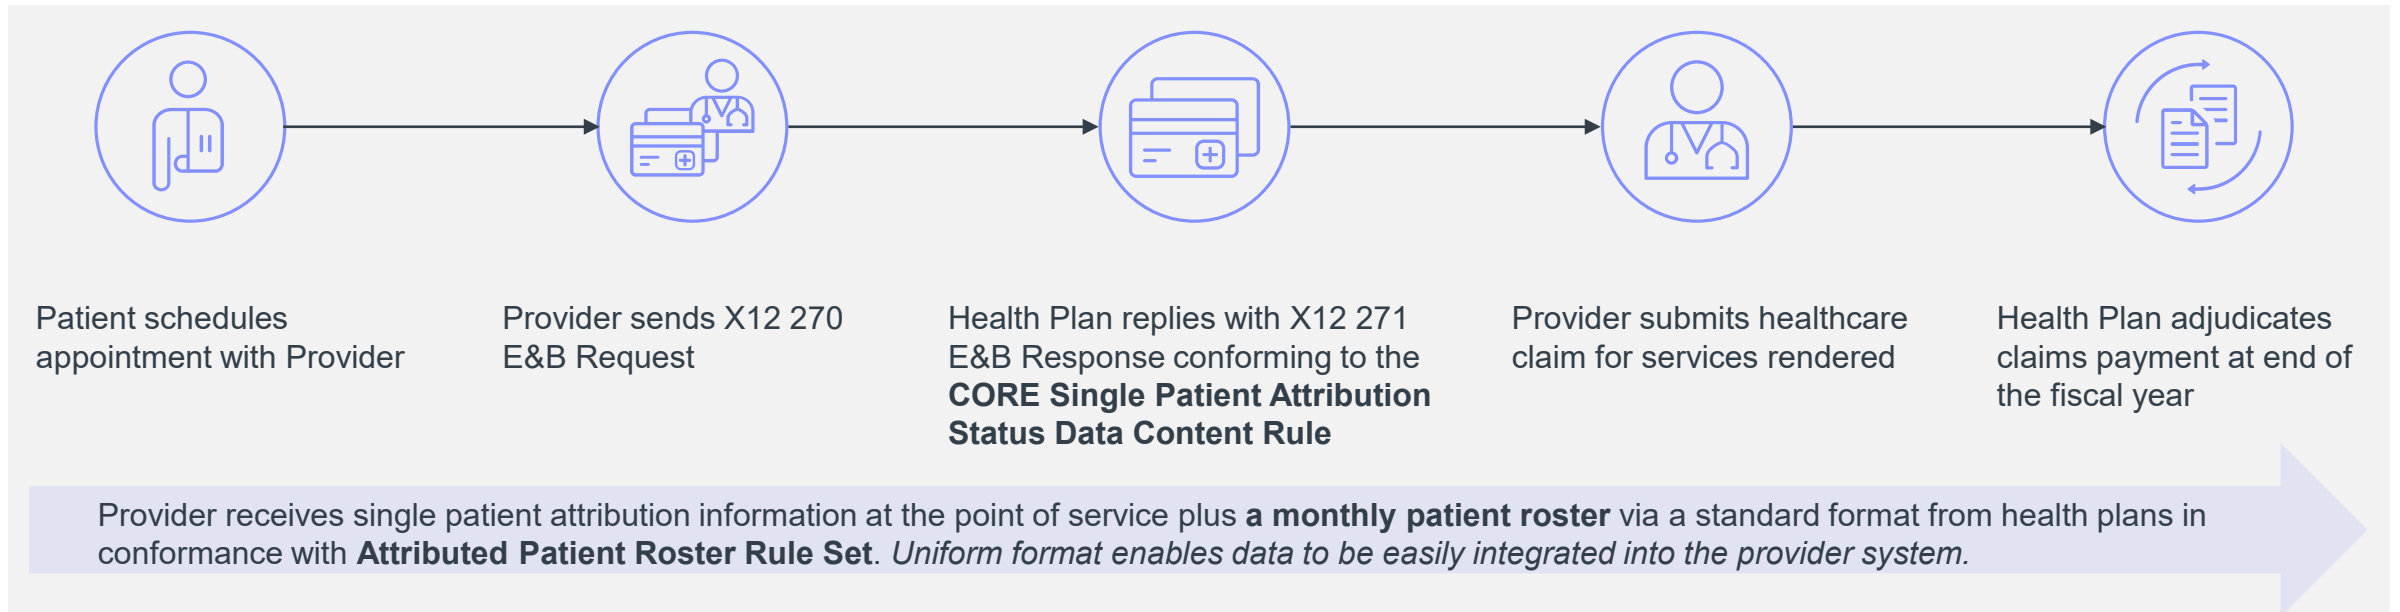 Patient schedules
appointment with Provider
Provider sends X12 270
E&B Request
Health Plan replies with X12 271
E&B Response conforming to the
CORE Single Patient Attribution
Status Data Content Rule
Provider submits healthcare
claim for services rendered
Health Plan adjudicates
claims payment at end of
the fiscal year
Provider receives single patient attribution information at the point of service plus a monthly patient roster via a standard format from health plans in
conformance with Attributed Patient Roster Rule Set. Uniform format enables data to be easily integrated into the provider system.